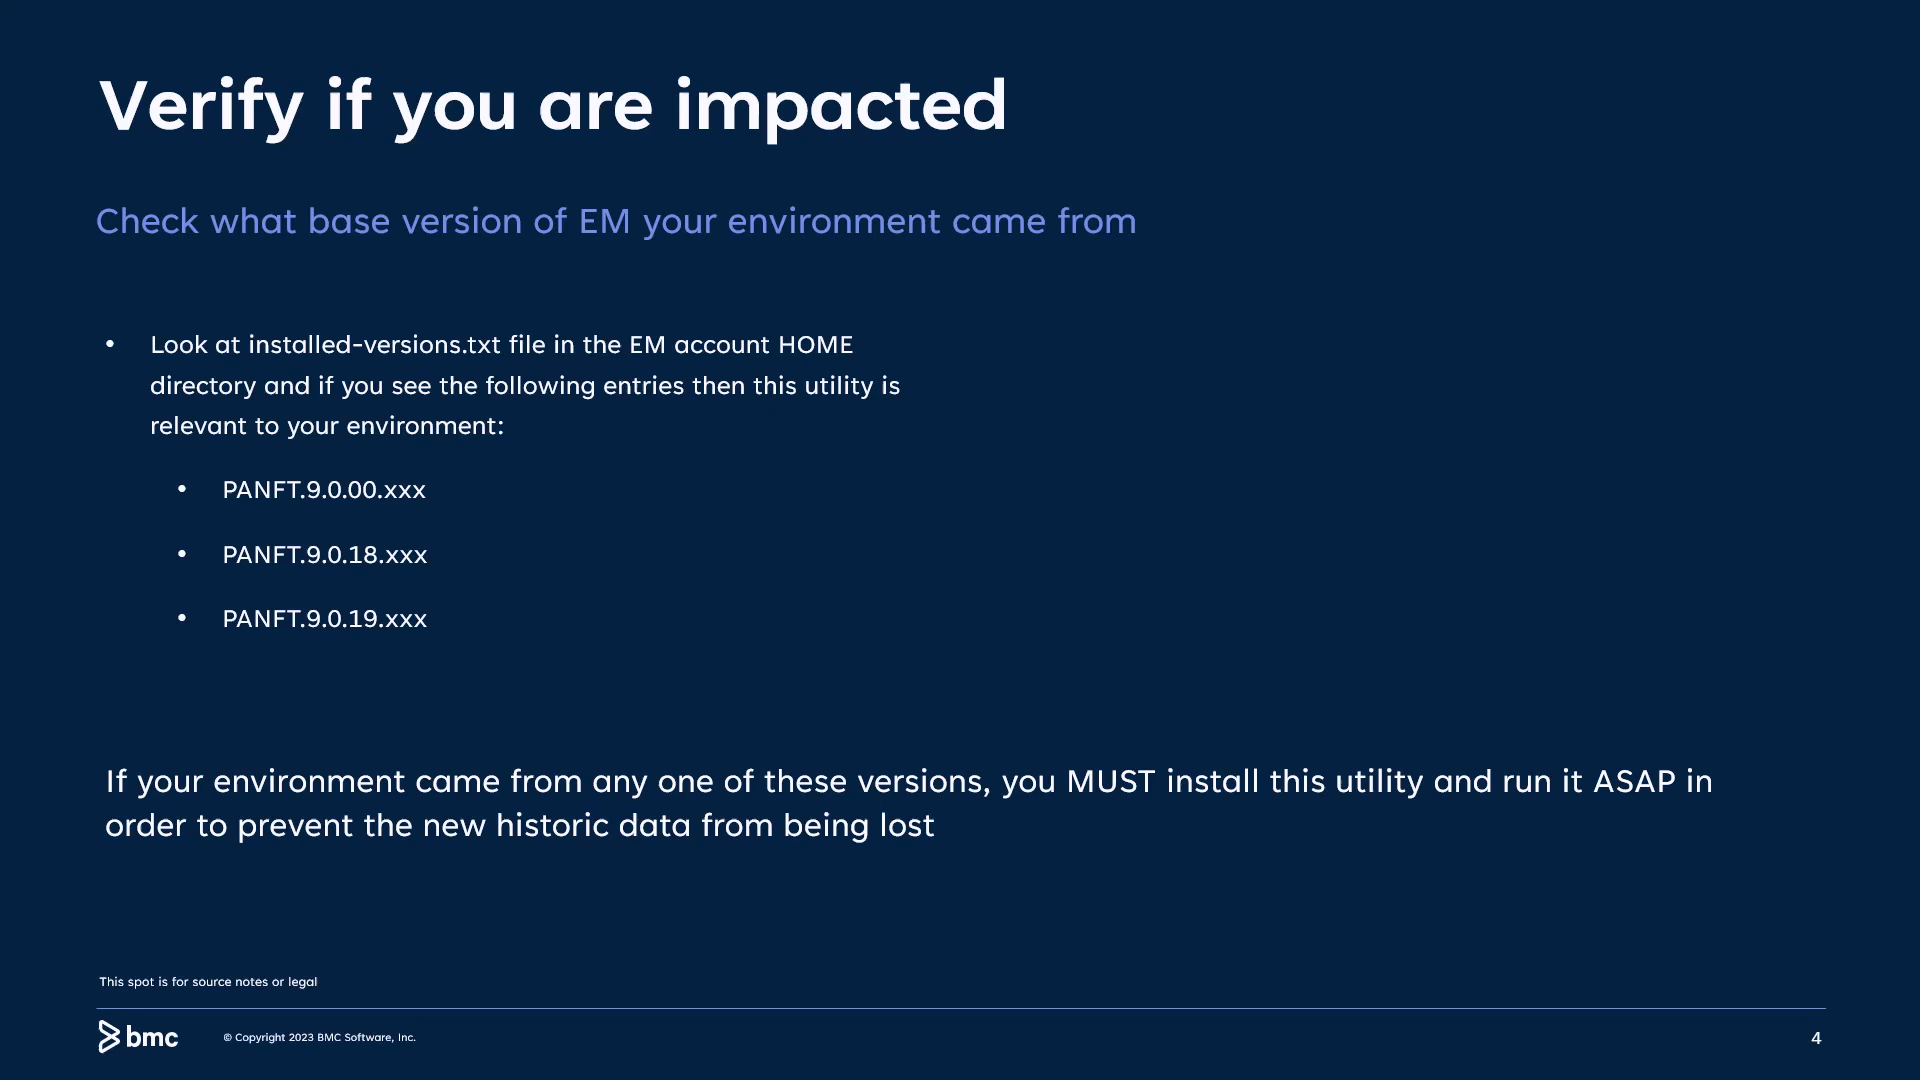 Verify if you are impacted
Check what base version of EM your environment came from
• Look at installed-versions.txt file in the EM account HOME
directory and if you see the following entries then this utility is
relevant to your environment:
• PANFT.9.0.00.xxx
• PANFT.9.0.18.xxx
• PANFT.9.0.19.xxx
If your environment came from any one of these versions, you MUST install this utility and run it ASAP in
order to prevent the new historic data from being lost
This spot is for source notes or legal
bmc
© Copyright 2023 BMC Software, Inc.
4